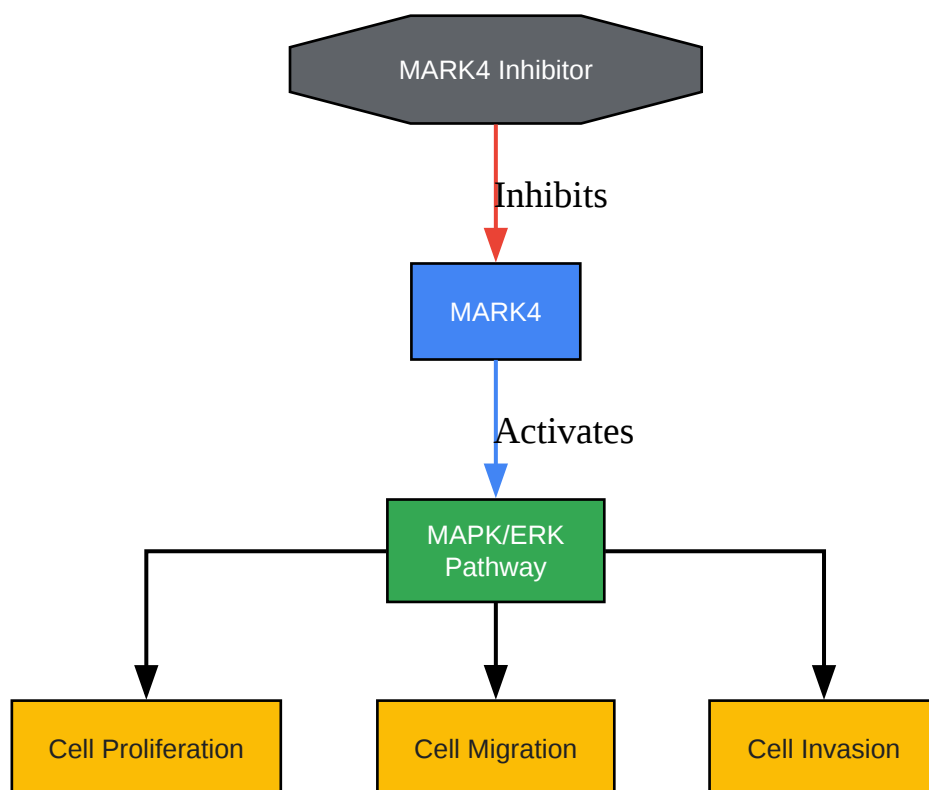 MARK4 Inhibitor
Inhibits
MARK4
Activates
MAPK/ERK
Pathway
Cell Proliferation
Cell Migration
Cell Invasion